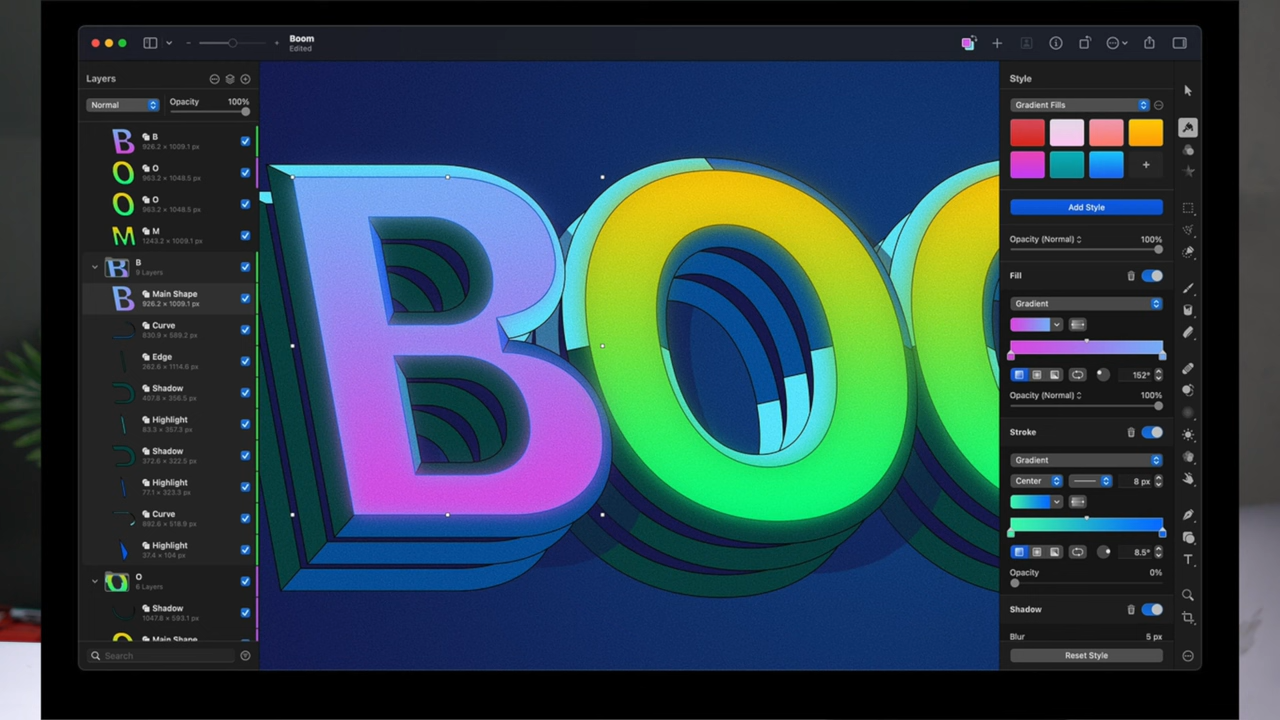 Boom
Edited
Layers
Normal
Opacity
100%
B
926.2 × 1009.1 px
O
963.2 × 1048.5 px
O
963.2 × 1048.5 px
M
1243.2 × 1009.1 px
B
9 Layers
Main Shape
926.2 × 1009.1 px
Curve
830.9 × 589.2 px
Edge
262.6 × 1114.6 px
Shadow
407.8 × 356.5 px
Highlight
83.3 × 357.3 px
Shadow
372.6 × 322.5 px
Highlight
77.1 × 323.3 px
Curve
692.6 × 518.9 px
Highlight
37.4 × 104 px
O
6 Layers
Shadow
1047.8 × 593.1 px
Main Shape
Search
BOO
Style
Gradient Fills
Add Style
Opacity (Normal)
100%
Fill
Gradient
152°
Opacity (Normal)
100%
Stroke
Gradient
Center
8 px
8.5°
Opacity
0%
Shadow
Blur
5 px
Reset Style